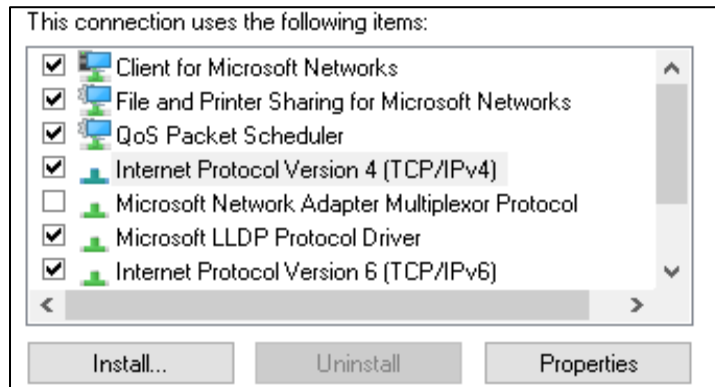 This connection uses the following items:
Client for Microsoft Networks
File and Printer Sharing for Microsoft Networks
QoS Packet Scheduler
Internet Protocol Version 4 (TCP/IPv4)
Microsoft Network Adapter Multiplexor Protocol
Microsoft LLDP Protocol Driver
Internet Protocol Version 6 (TCP/IPv6)
Install... Uninstall Properties